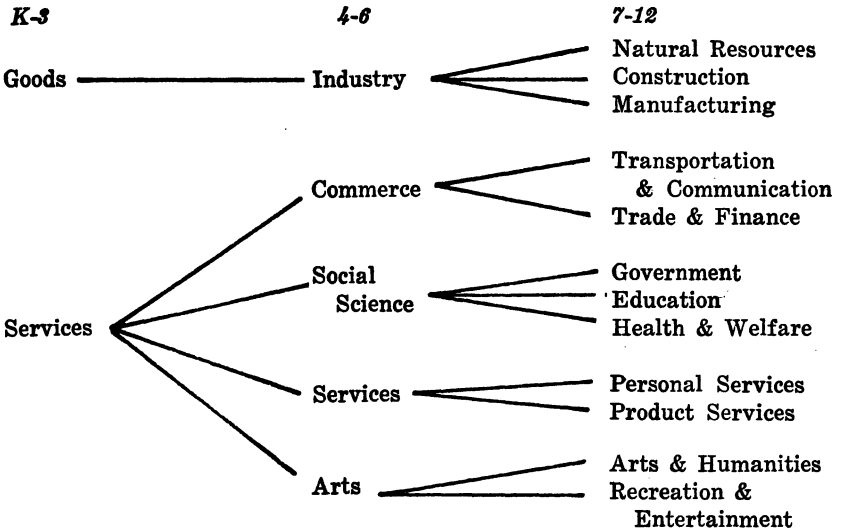 K-3 4-6 7-12
Natural Resources
Goods Industry Construction
Manufacturing
Transportation
Commerce & Communication
Trade & Finance
Social Government
Science Education
Services Health & Welfare
Personal Services
Services
Product Services
Arts & Humanities
Arts Recreation &
Entertainment